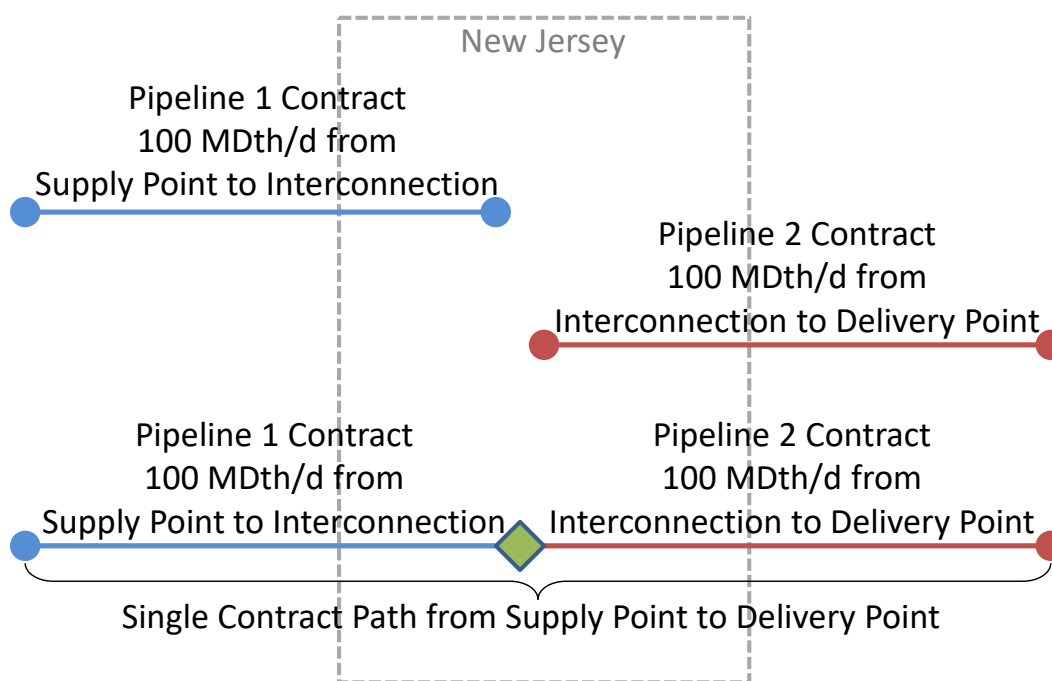 New Jersey
Pipeline 1 Contract
100 MDth/d from
Supply Point to Interconnection
Pipeline 2 Contract
100 MDth/d from
Interconnection to Delivery Point
Pipeline 1 Contract
100 MDth/d from
Supply Point to Interconnection
Pipeline 2 Contract
100 MDth/d from
Interconnection to Delivery Point
Single Contract Path from Supply Point to Delivery Point